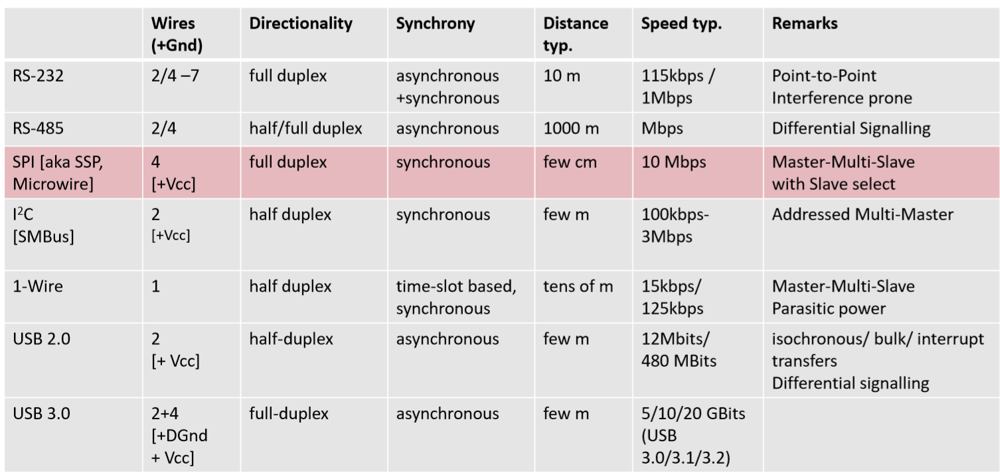 Wires (+Gnd) Directionality Synchrony Distance typ. Speed typ. Remarks
RS-232 2/4 –7 full duplex asynchronous +synchronous 10 m 115kbps / 1Mbps Point-to-Point Interference prone
RS-485 2/4 half/full duplex asynchronous 1000 m Mbps Differential Signalling
SPI [aka SSP, Microwire] 4 [+Vcc] full duplex synchronous few cm 10 Mbps Master-Multi-Slave with Slave select
I²C [SMBus] 2 [+Vcc] half duplex synchronous few m 100kbps-3Mbps Addressed Multi-Master
1-Wire 1 half duplex time-slot based, synchronous tens of m 15kbps/ 125kbps Master-Multi-Slave Parasitic power
USB 2.0 2 [+ Vcc] half-duplex asynchronous few m 12Mbits/ 480 MBits isochronous/ bulk/ interrupt transfers Differential signalling
USB 3.0 2+4 [+DGnd + Vcc] full-duplex asynchronous few m 5/10/20 GBits (USB 3.0/3.1/3.2)